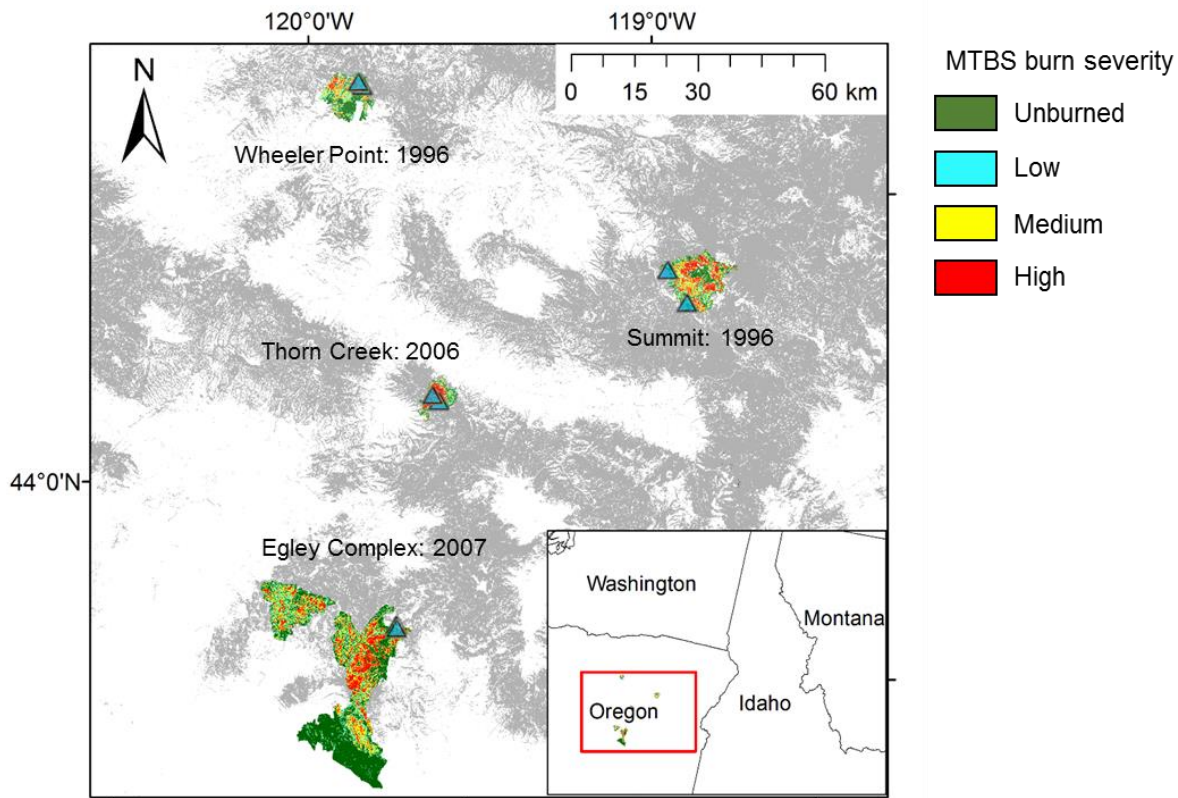 120°0'W
119°0'W
N
0 15 30 60 km
MTBS burn severity
Unburned
Low
Medium
High
Wheeler Point: 1996
Summit: 1996
Thorn Creek: 2006
44°0'N
Egley Complex: 2007
Washington
Montana
Oregon
Idaho